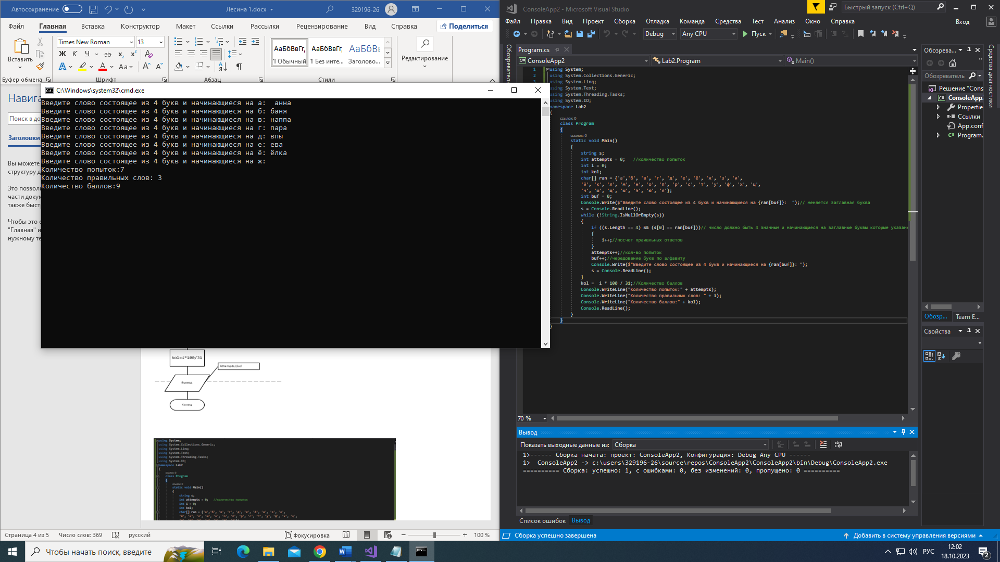 Автосохранение
Лесина 1.docx
329196-26
Файл
Главная
Вставка
Конструктор
Макет
Ссылки
Рассылки
Рецензирование
Вид
Справка
Поделиться
Вставить
Times New Roman
13
Ж К Ч ab x₂ x²
Aa
АаБбВвГг,
АаБбВвГг,
АаБбВв
¶ Обычный
¶ Без инте...
Заголово...
Редактирование
Буфер обмена
Шрифт
Абзац
Стили
Навига
Поиск в до
Заголовки
Вы можете
структуру д
Это позволи
части докум
также быст
Чтобы это с
"Главная" и
нужному те
C:\Windows\system32\cmd.exe
Введите слово состоящее из 4 букв и начинающиеся на а:  анна
Введите слово состоящее из 4 букв и начинающиеся на б: баня
Введите слово состоящее из 4 букв и начинающиеся на в: наппа
Введите слово состоящее из 4 букв и начинающиеся на г: пара
Введите слово состоящее из 4 букв и начинающиеся на д: впы
Введите слово состоящее из 4 букв и начинающиеся на е: ева
Введите слово состоящее из 4 букв и начинающиеся на ё: ёлка
Введите слово состоящее из 4 букв и начинающиеся на ж:
Количество попыток:7
Количество правильных слов: 3
Количество баллов:9
kol=i*100/31
Attempts,i,kol
Вывод
Конец
using System;
using System.Collections.Generic;
using System.Linq;
using System.Text;
using System.Threading.Tasks;
using System.IO;
namespace Lab2
{
class Program
{
static void Main()
{
string s;
int attempts = 0;   //количество попыток
int i = 0;
int kol;
char[] ran = {'а','б', 'в', 'г', 'д', 'е', 'ё', 'ж', 'з', 'и',
'й', 'к', 'л', 'м', 'н', 'о', 'п', 'р', 'с', 'т', 'у', 'ф', 'х', 'ц',
Страница 4 из 5
Число слов: 369
русский
Фокусировка
100 %
ConsoleApp2 - Microsoft Visual Studio
Быстрый запуск (Ctrl+Q)
Файл
Правка
Вид
Проект
Сборка
Отладка
Команда
Средства
Тест
Анализ
Окно
Справка
Вход
Debug
Any CPU
Пуск
Обозреватель
Program.cs
ConsoleApp2
Lab2.Program
Main()
1
2
3
using System;
using System.Collections.Generic;
using System.Linq;
using System.Text;
using System.Threading.Tasks;
using System.IO;
namespace Lab2
{
ссылок: 0
class Program
{
ссылок: 0
static void Main()
{
string s;
int attempts = 0;   //количество попыток
int i = 0;
int kol;
char[] ran = {'а','б', 'в', 'г', 'д', 'е', 'ё', 'ж', 'з', 'и',
'й', 'к', 'л', 'м', 'н', 'о', 'п', 'р', 'с', 'т', 'у', 'ф', 'х', 'ц',
'ч', 'ш', 'щ', 'ы', 'э', 'ю', 'я'};
int buf = 0;
Console.Write($"Введите слово состоящее из 4 букв и начинающиеся на {ran[buf]}:  ");// меняется заглавная буква
s = Console.ReadLine();
while (!String.IsNullOrEmpty(s))
{
if ((s.Length == 4) && (s[0] == ran[buf]))// число должно быть 4 значным и начинающиеся на заглавные буквы которые указаны
{
i++;//посчет праивльных ответов
}
attempts++;//кол-во попыток
buf++;//чередование букв по алфавиту
Console.Write($"Введите слово состоящее из 4 букв и начинающиеся на {ran[buf]}: ");
s = Console.ReadLine();
}
kol =  i * 100 / 31;//Количество баллов
Console.WriteLine("Количество попыток:" + attempts);
Console.WriteLine("Количество правильных слов: " + i);
Console.WriteLine("Количество баллов:" + kol);
Console.ReadLine();
}
}
}
70 %
Вывод
Показать выходные данные из:
Сборка
1>------ Сборка начата: проект: ConsoleApp2, Конфигурация: Debug Any CPU ------
1>  ConsoleApp2 -> c:\users\329196-26\source\repos\ConsoleApp2\ConsoleApp2\bin\Debug\ConsoleApp2.exe
========== Сборка: успешно: 1, с ошибками: 0, без изменений: 0, пропущено: 0 ==========
Список ошибок
Вывод
Обозрева...
Обозреватель
Решение "Cons
ConsoleApp2
Propertie
Ссылки
App.conf
Program.
Обозр...
Team E...
Свойства
Средства диагностики
Сборка успешно завершена
Добавить в систему управления версиями
Чтобы начать поиск, введите
РУС
12:02
18.10.2023
2